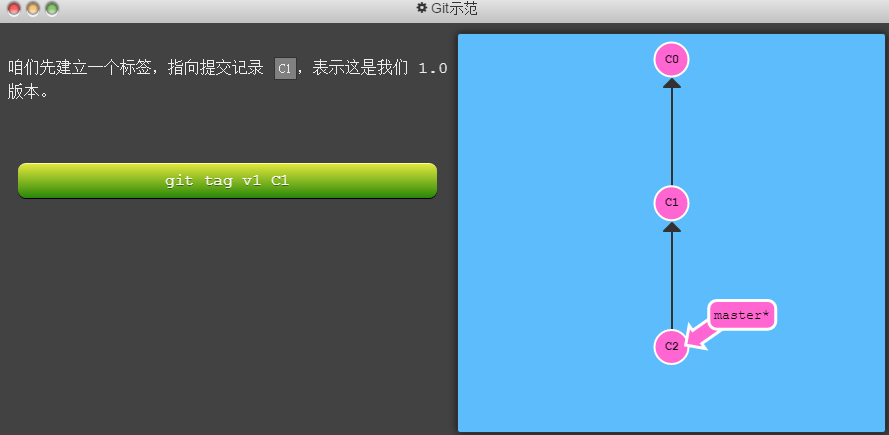 Git示范
咱们先建立一个标签，指向提交记录 C1，表示这是我们 1.0
版本。
git tag v1 C1
C0
C1
master*
C2